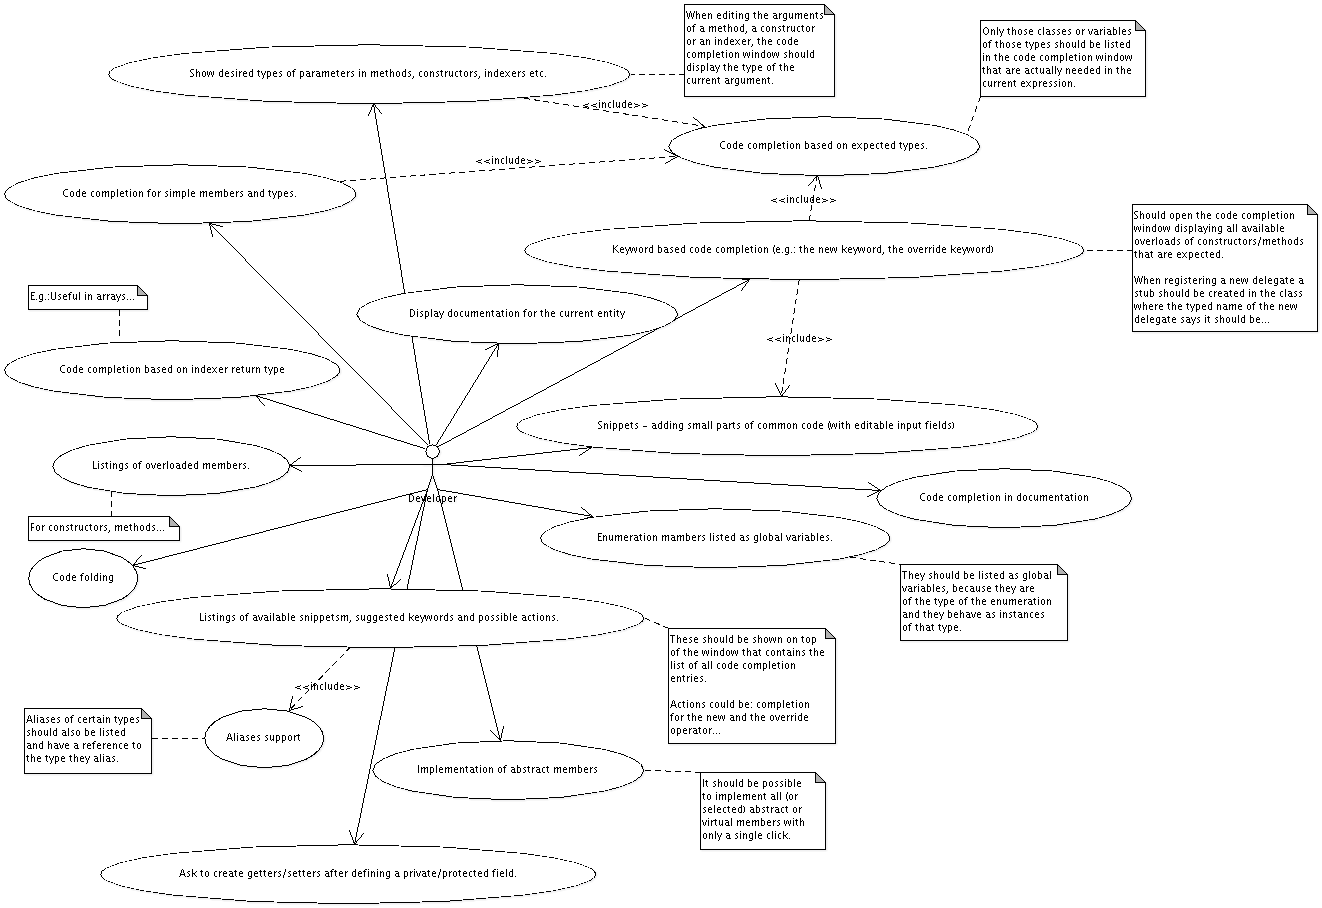 When editing the arguments
of a method, a constructor
or an indexer, the code
completion window should
display the type of the
current argument.
Only those classes or variables
of those types should be listed
in the code completion window
that are actually needed in the
current expression.
Show desired types of parameters in methods, constructors, indexers etc.
<<include>>
Code completion based on expected types.
<<include>>
Code completion for simple members and types.
<<include>>
Should open the code completion
window displaying all available
overloads of constructors/methods
that are expected.
When registering a new delegate a
stub should be created in the class
where the typed name of the new
delegate says it should be...
Keyword based code completion (e.g.: the new keyword, the override keyword)
E.g.:Useful in arrays...
Display documentation for the current entity
<<include>>
Code completion based on indexer return type
Snippets - adding small parts of common code (with editable input fields)
Listings of overloaded members.
Developer
Code completion in documentation
For constructors, methods...
Enumeration mambers listed as global variables.
Code folding
They should be listed as global
variables, because they are
of the type of the enumeration
and they behave as instances
of that type.
Listings of available snippetsm, suggested keywords and possible actions.
These should be shown on top
of the window that contains the
list of all code completion
entries.
Actions could be: completion
for the new and the override
operator...
<<include>>
Aliases of certain types
should also be listed
and have a reference to
the type they alias.
Aliases support
Implementation of abstract members
It should be possible
to implement all (or
selected) abstract or
virtual members with
only a single click.
Ask to create getters/setters after defining a private/protected field.